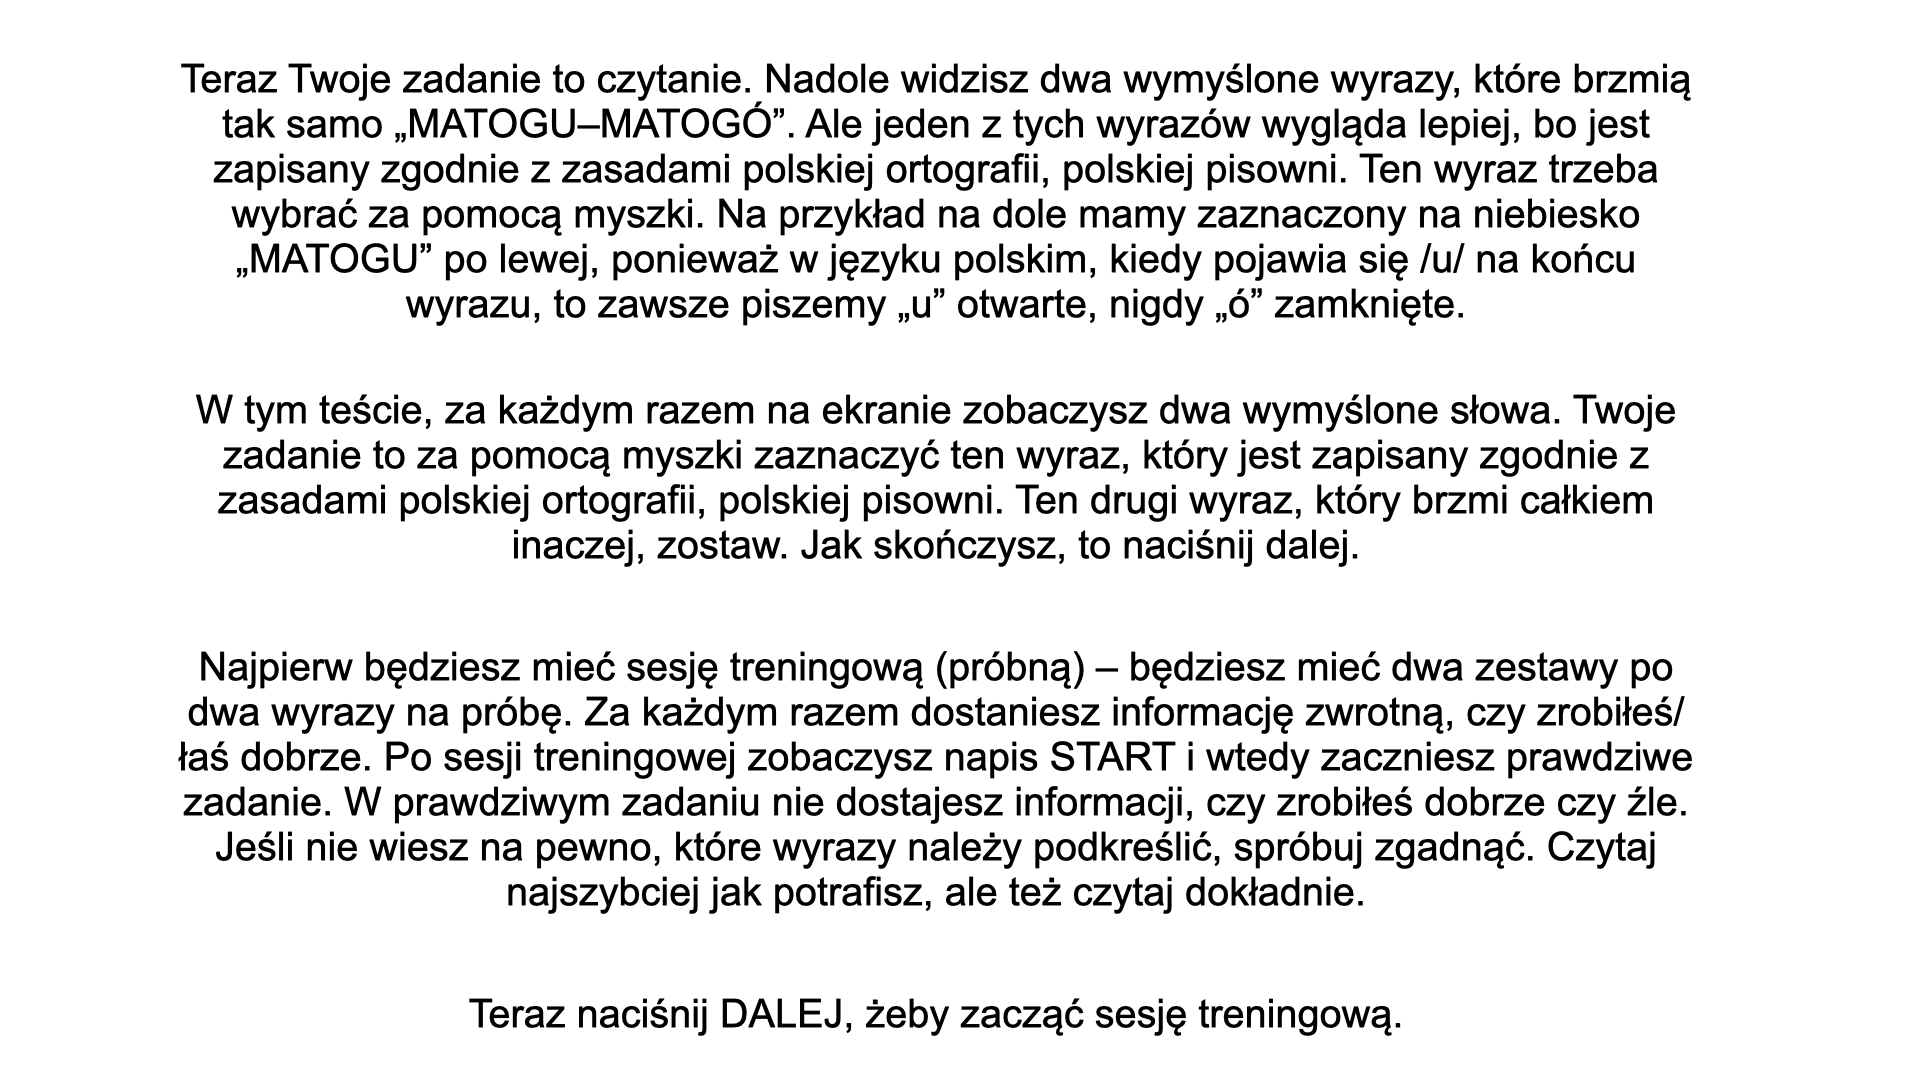 Teraz Twoje zadanie to czytanie. Nadole widzisz dwa wymyślone wyrazy, które brzmią
tak samo „MATOGU–MATOGÓ”. Ale jeden z tych wyrazów wygląda lepiej, bo jest
zapisany zgodnie z zasadami polskiej ortografii, polskiej pisowni. Ten wyraz trzeba
wybrać za pomocą myszki. Na przykład na dole mamy zaznaczony na niebiesko
„MATOGU” po lewej, ponieważ w języku polskim, kiedy pojawia się /u/ na końcu
wyrazu, to zawsze piszemy „u” otwarte, nigdy „ó” zamknięte.
W tym teście, za każdym razem na ekranie zobaczysz dwa wymyślone słowa. Twoje
zadanie to za pomocą myszki zaznaczyć ten wyraz, który jest zapisany zgodnie z
zasadami polskiej ortografii, polskiej pisowni. Ten drugi wyraz, który brzmi całkiem
inaczej, zostaw. Jak skończysz, to naciśnij dalej.
Najpierw będziesz mieć sesję treningową (próbną) – będziesz mieć dwa zestawy po
dwa wyrazy na próbę. Za każdym razem dostaniesz informację zwrotną, czy zrobiłeś/
łaś dobrze. Po sesji treningowej zobaczysz napis START i wtedy zaczniesz prawdziwe
zadanie. W prawdziwym zadaniu nie dostajesz informacji, czy zrobiłeś dobrze czy źle.
Jeśli nie wiesz na pewno, które wyrazy należy podkreślić, spróbuj zgadnąć. Czytaj
najszybciej jak potrafisz, ale też czytaj dokładnie.
Teraz naciśnij DALEJ, żeby zacząć sesję treningową.